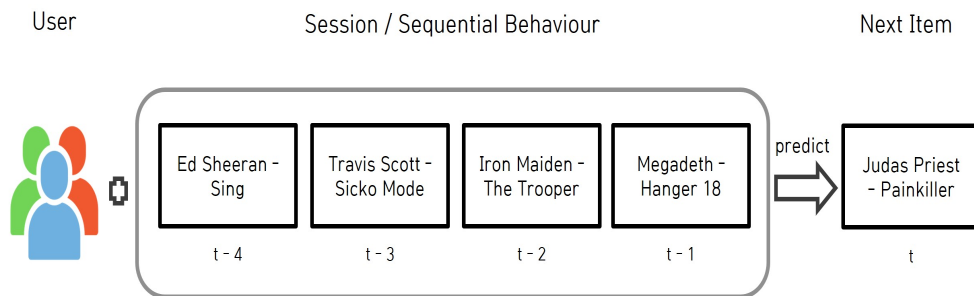 User
Session / Sequential Behaviour
Next Item
Ed Sheeran -
Sing
Travis Scott -
Sicko Mode
Iron Maiden -
The Trooper
Megadeth -
Hanger 18
predict
Judas Priest
- Painkiller
t - 4
t - 3
t - 2
t - 1
t